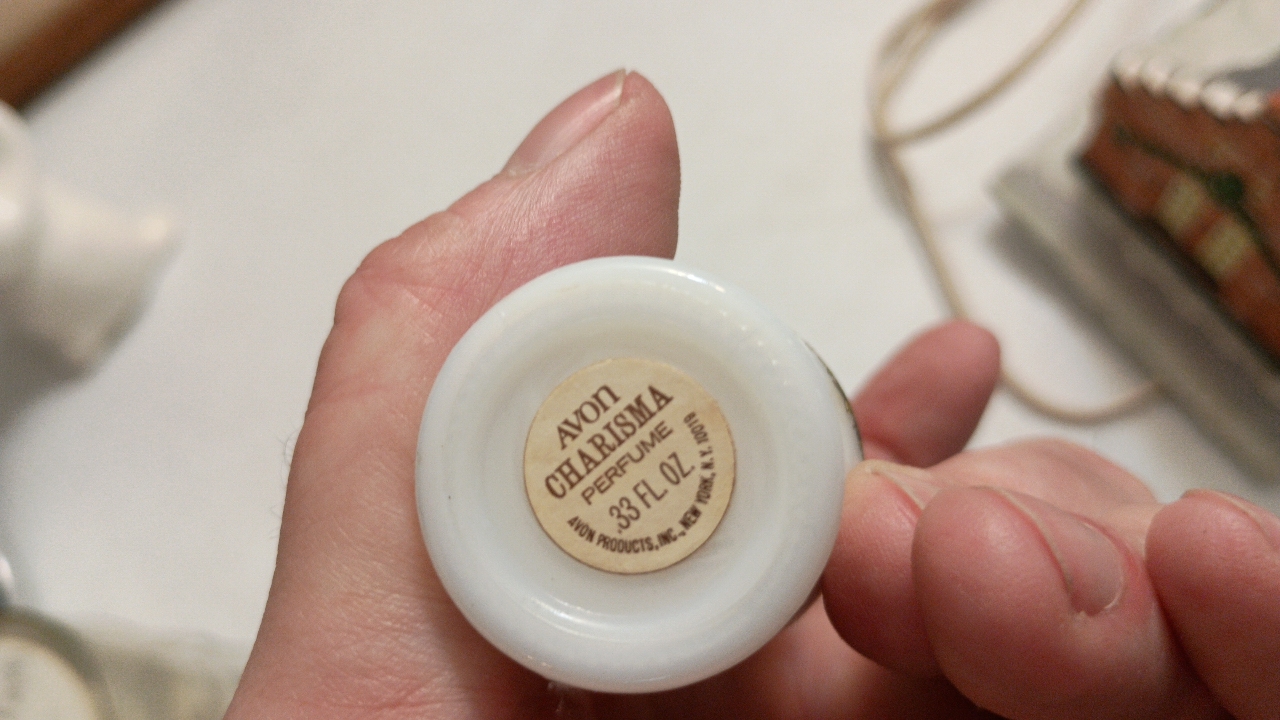 AVON
CHARISMA
PERFUME
.33 FL. OZ.
AVON PRODUCTS, INC., NEW YORK, N.Y. 10019